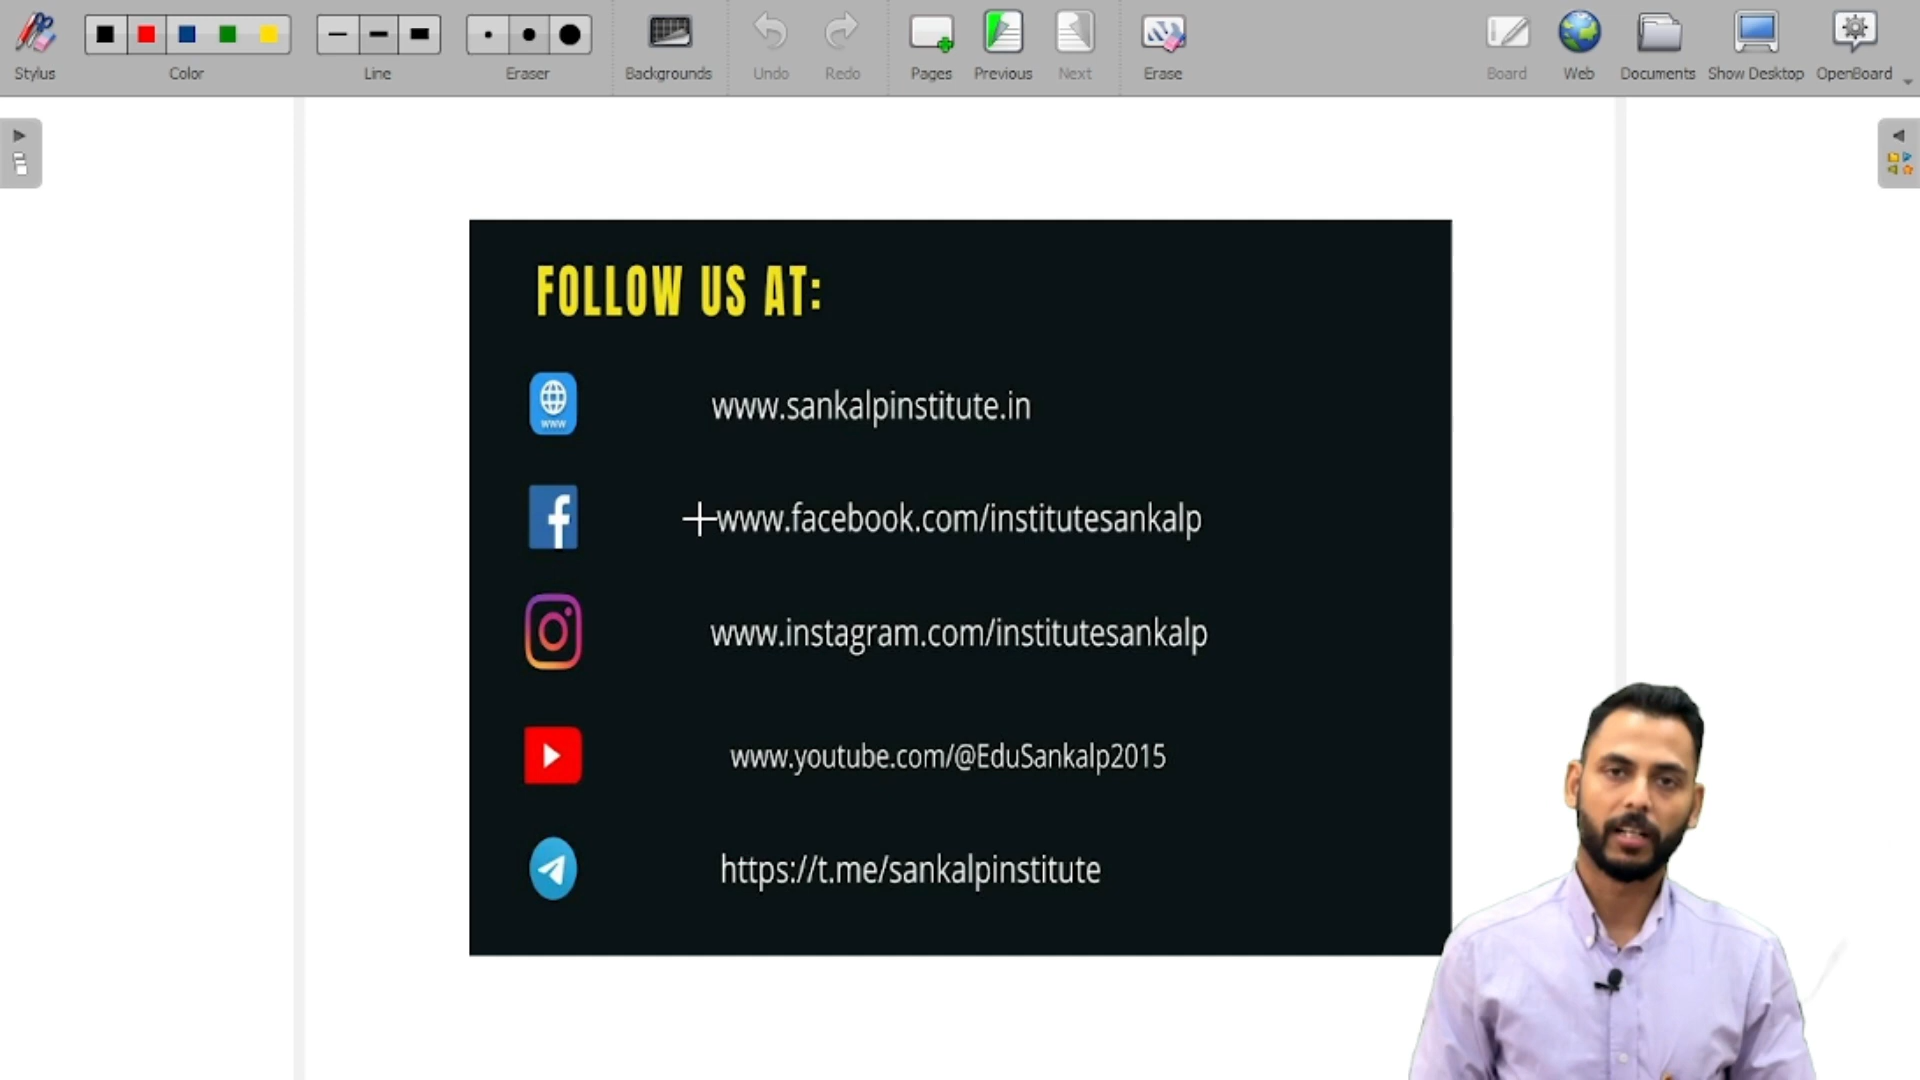 Stylus
Color
Line
Eraser
Backgrounds
Undo
Redo
Pages
Previous
Next
Erase
Board
Web
Documents
Show Desktop
OpenBoard
FOLLOW US AT:
www
www.sankalpinstitute.in
www.facebook.com/institutesankalp
www.instagram.com/institutesankalp
www.youtube.com/@EduSankalp2015
https://t.me/sankalpinstitute